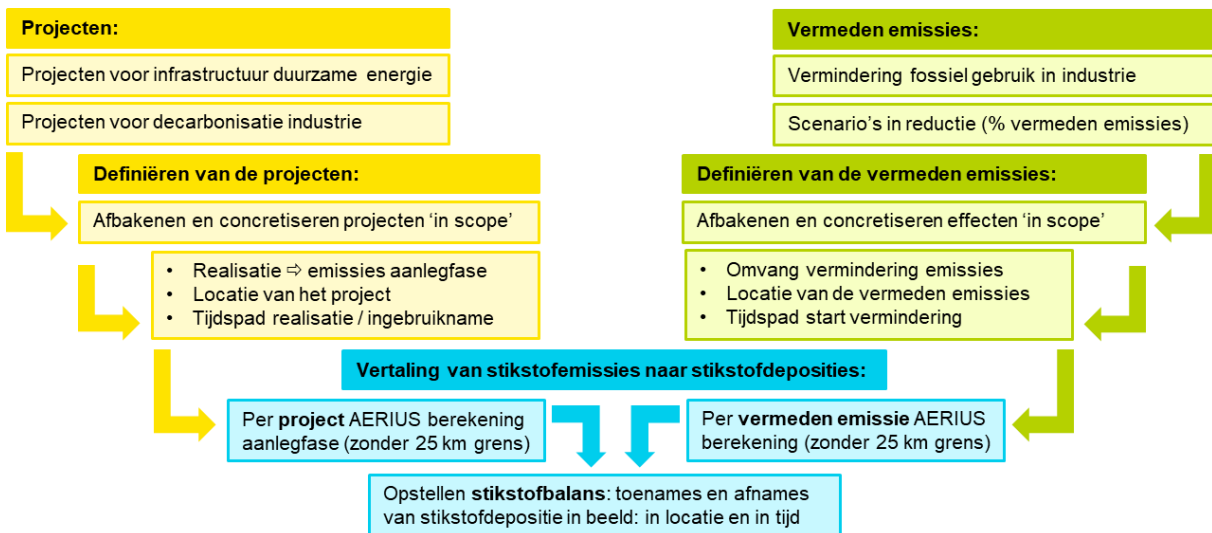 Projecten:
Projecten voor infrastructuur duurzame energie
Projecten voor decarbonisatie industrie
Definiëren van de projecten:
Afbakenen en concretiseren projecten ‘in scope’
• Realisatie ⇨ emissies aanlegfase
• Locatie van het project
• Tijdspad realisatie / ingebruikname
Vermeden emissies:
Vermindering fossiel gebruik in industrie
Scenario’s in reductie (% vermeden emissies)
Definiëren van de vermeden emissies:
Afbakenen en concretiseren effecten ‘in scope’
• Omvang vermindering emissies
• Locatie van de vermeden emissies
• Tijdspad start vermindering
Vertaling van stikstofemissies naar stikstofdeposities:
Per project AERIUS berekening
aanlegfase (zonder 25 km grens)
Per vermeden emissie AERIUS
berekening (zonder 25 km grens)
Opstellen stikstofbalans: toenames en afnames
van stikstofdepositie in beeld: in locatie en in tijd